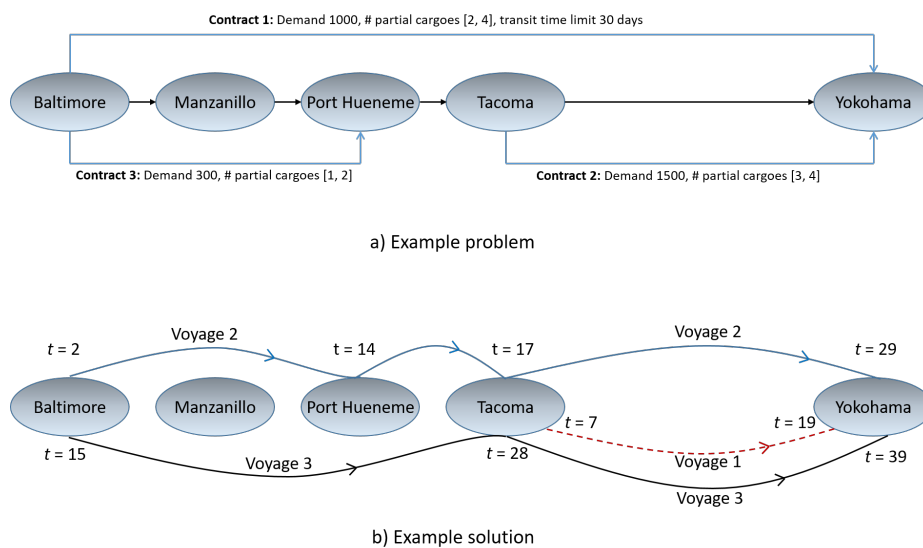 Contract 1: Demand 1000, # partial cargoes [2, 4], transit time limit 30 days
Baltimore
Manzanillo
Port Hueneme
Tacoma
Yokohama
Contract 3: Demand 300, # partial cargoes [1, 2]
Contract 2: Demand 1500, # partial cargoes [3, 4]
a) Example problem
t = 2
Voyage 2
t = 14
t = 17
Voyage 2
t = 29
Baltimore
Manzanillo
Port Hueneme
Tacoma
Yokohama
t = 7
t = 19
t = 15
Voyage 3
t = 28
Voyage 1
t = 39
Voyage 3
b) Example solution